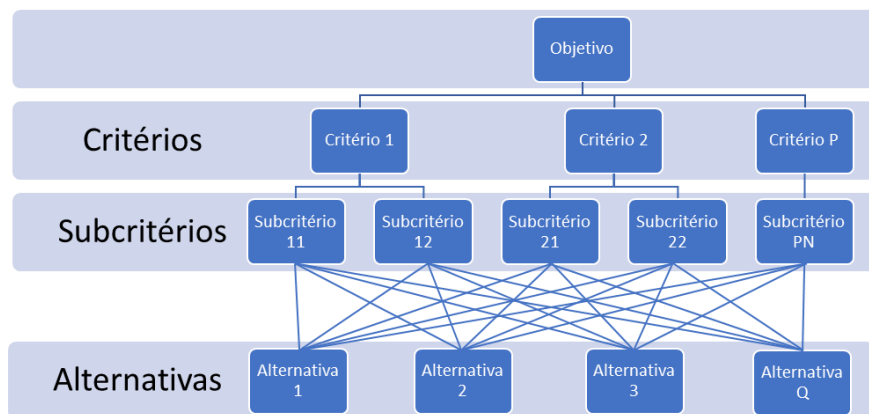 Objetivo
Critérios
Critério 1
Critério 2
Critério P
Subcritérios
Subcritério
11
Subcritério
12
Subcritério
21
Subcritério
22
Subcritério
PN
Alternativas
Alternativa
1
Alternativa
2
Alternativa
3
Alternativa
Q